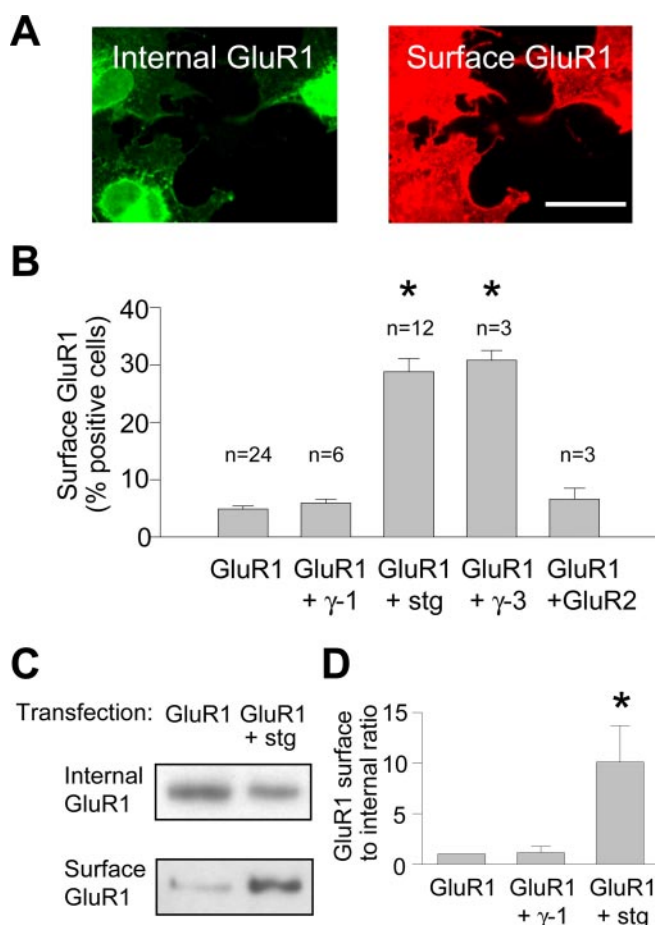 A
Internal GluR1
Surface GluR1
B
Surface GluR1
(% positive cells)
40
30
20
10
0
n=24
n=6
n=12
n=3
n=3
* *
GluR1
GluR1
+ γ-1
GluR1
+ stg
GluR1
+ γ-3
GluR1
+GluR2
C
Transfection: GluR1 GluR1
+ stg
Internal
GluR1
Surface
GluR1
D
GluR1 surface
to internal ratio
15
10
5
0
*
GluR1
GluR1
+ γ-1
GluR1
+ stg